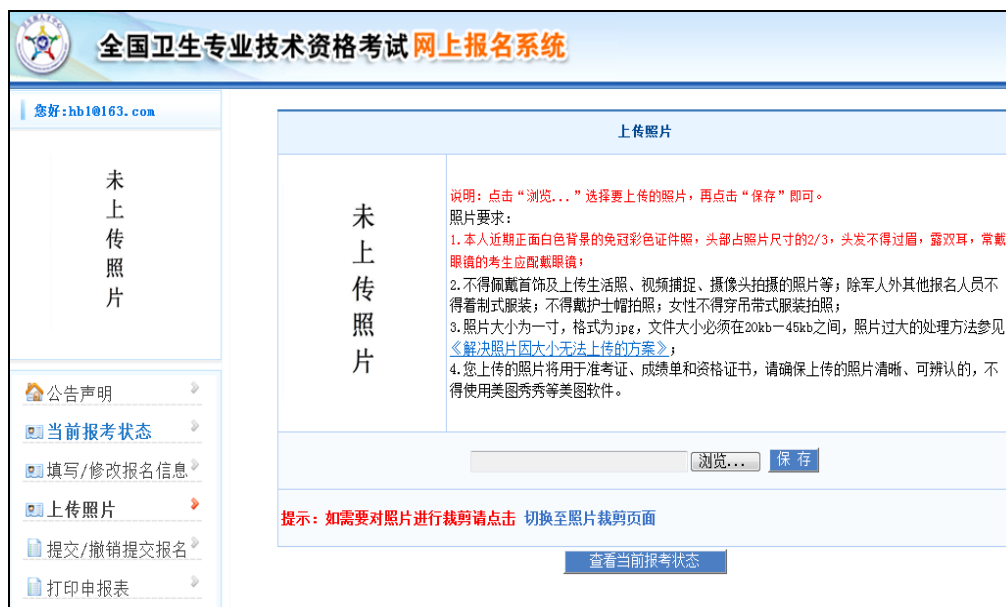 全国卫生专业技术资格考试网上报名系统
您好:hb1@163.com
未
上
传
照
片
公告声明
当前报考状态
填写/修改报名信息
上传照片
提交/撤销提交报名
打印申报表
上传照片
未
上
传
照
片
说明：点击“浏览...”选择要上传的照片，再点击“保存”即可。
照片要求：
1.本人近期正面白色背景的免冠彩色证件照，头部占照片尺寸的2/3，头发不得过眉，露双耳，常戴
眼镜的考生应配戴眼镜；
2.不得佩戴首饰及上传生活照、视频捕捉、摄像头拍摄的照片等；除军人外其他报名人员不
得着制式服装；不得戴护士帽拍照；女性不得穿吊带式服装拍照；
3.照片大小为一寸，格式为jpg，文件大小必须在20kb—45kb之间，照片过大的处理方法参见
《解决照片因大小无法上传的方案》；
4.您上传的照片将用于准考证、成绩单和资格证书，请确保上传的照片清晰、可辨认的，不
得使用美图秀秀等美图软件。
浏览... 保 存
提示：如需要对照片进行裁剪请点击 切换至照片裁剪页面
查看当前报考状态